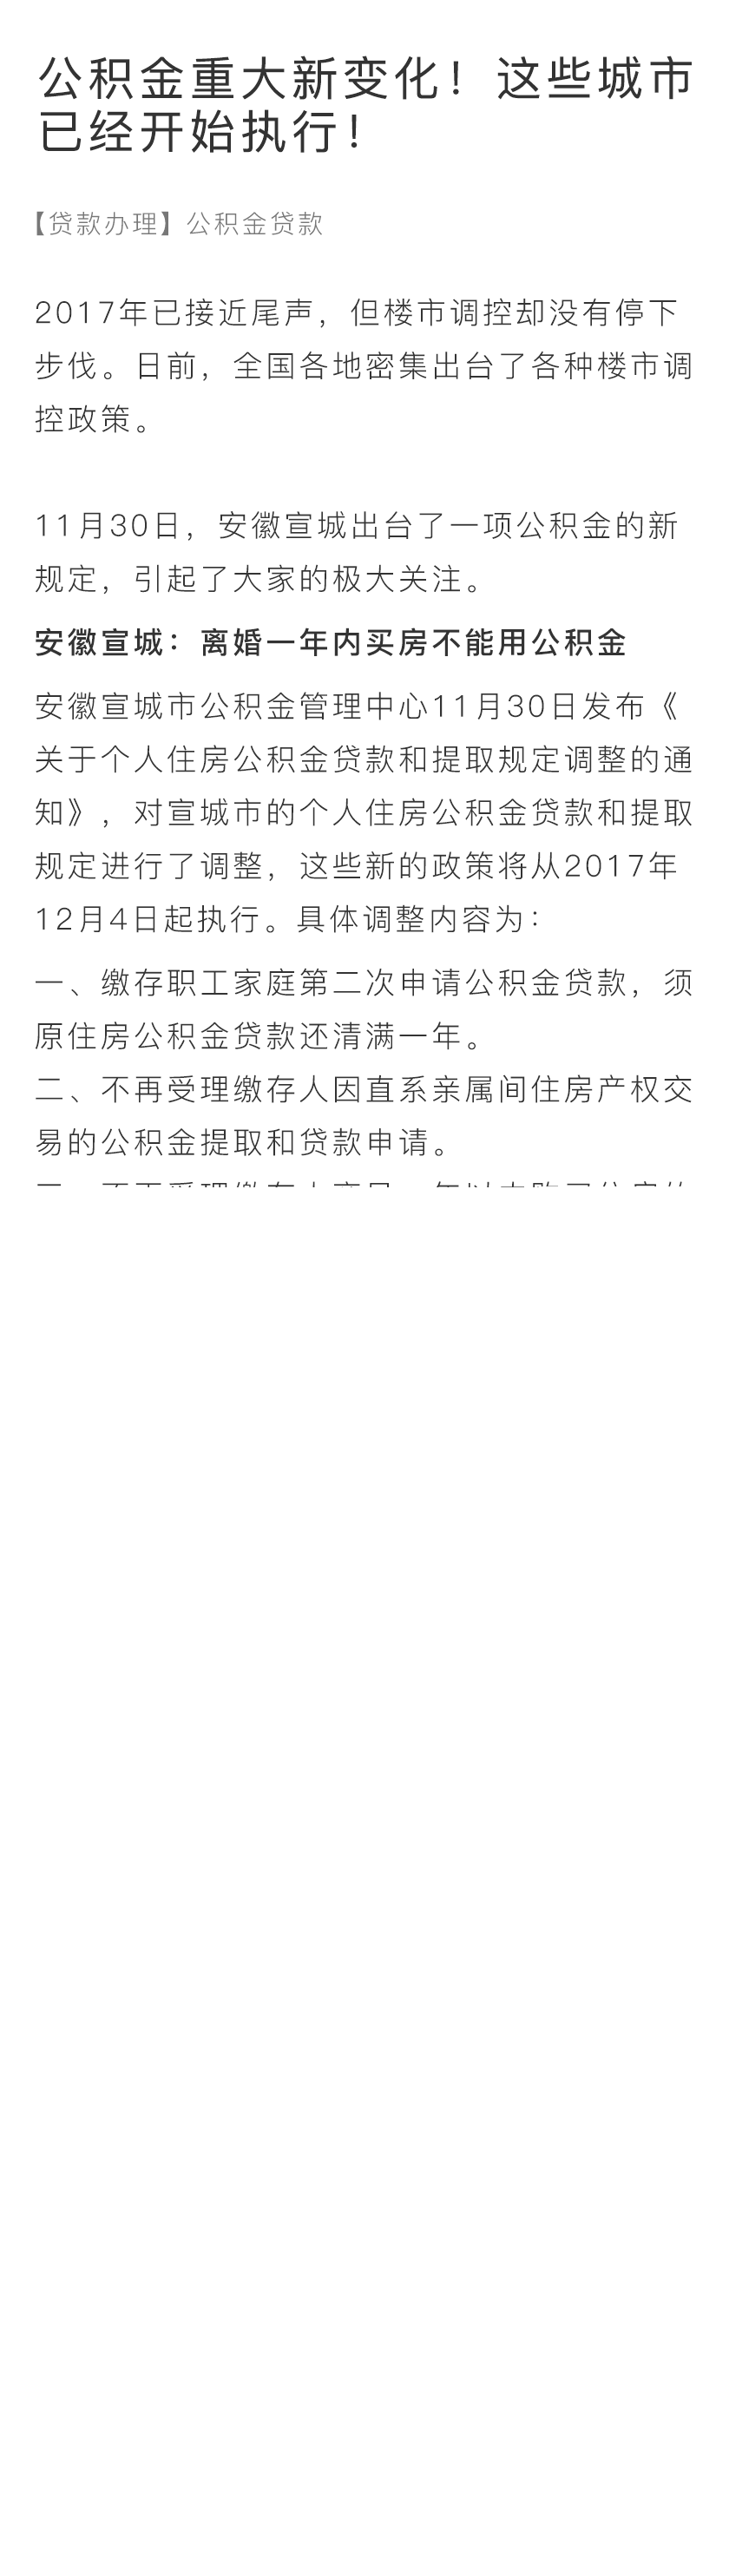 公积金重大新变化！这些城市
已经开始执行！
【贷款办理】公积金贷款
2017年已接近尾声，但楼市调控却没有停下
步伐。日前，全国各地密集出台了各种楼市调
控政策。
11月30日，安徽宣城出台了一项公积金的新
规定，引起了大家的极大关注。
安徽宣城：离婚一年内买房不能用公积金
安徽宣城市公积金管理中心11月30日发布《
关于个人住房公积金贷款和提取规定调整的通
知》，对宣城市的个人住房公积金贷款和提取
规定进行了调整，这些新的政策将从2017年
12月4日起执行。具体调整内容为：
一、缴存职工家庭第二次申请公积金贷款，须
原住房公积金贷款还清满一年。
二、不再受理缴存人因直系亲属间住房产权交
易的公积金提取和贷款申请。